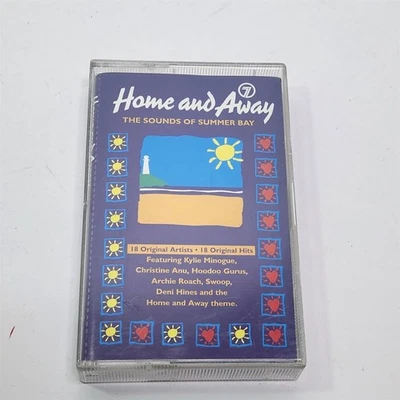 7
Home and Away
THE SOUNDS OF SUMMER BAY
18 Original Artists • 18 Original Hits
Featuring Kylie Minogue,
Christine Anu, Hoodoo Gurus,
Archie Roach, Swoop,
Deni Hines and the
Home and Away theme.